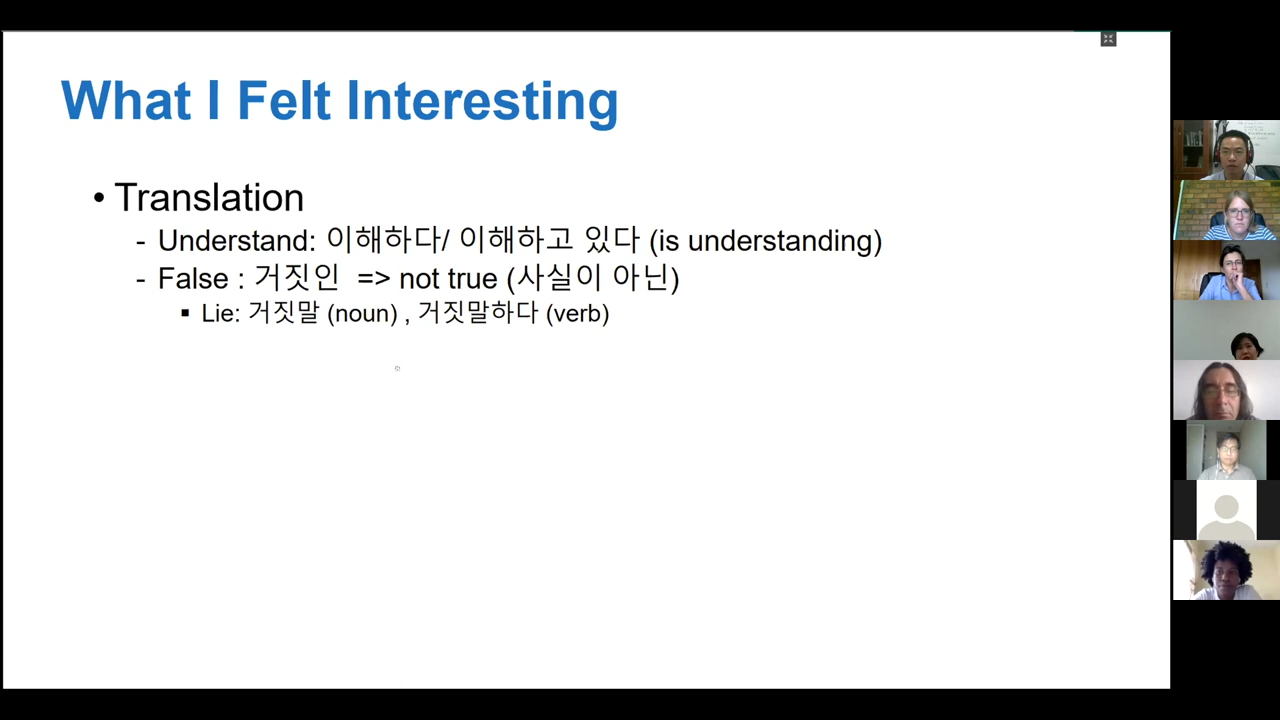 What I Felt Interesting
• Translation
- Understand: 이해하다/ 이해하고 있다 (is understanding)
- False : 거짓인 => not true (사실이 아닌)
▪ Lie: 거짓말 (noun) , 거짓말하다 (verb)